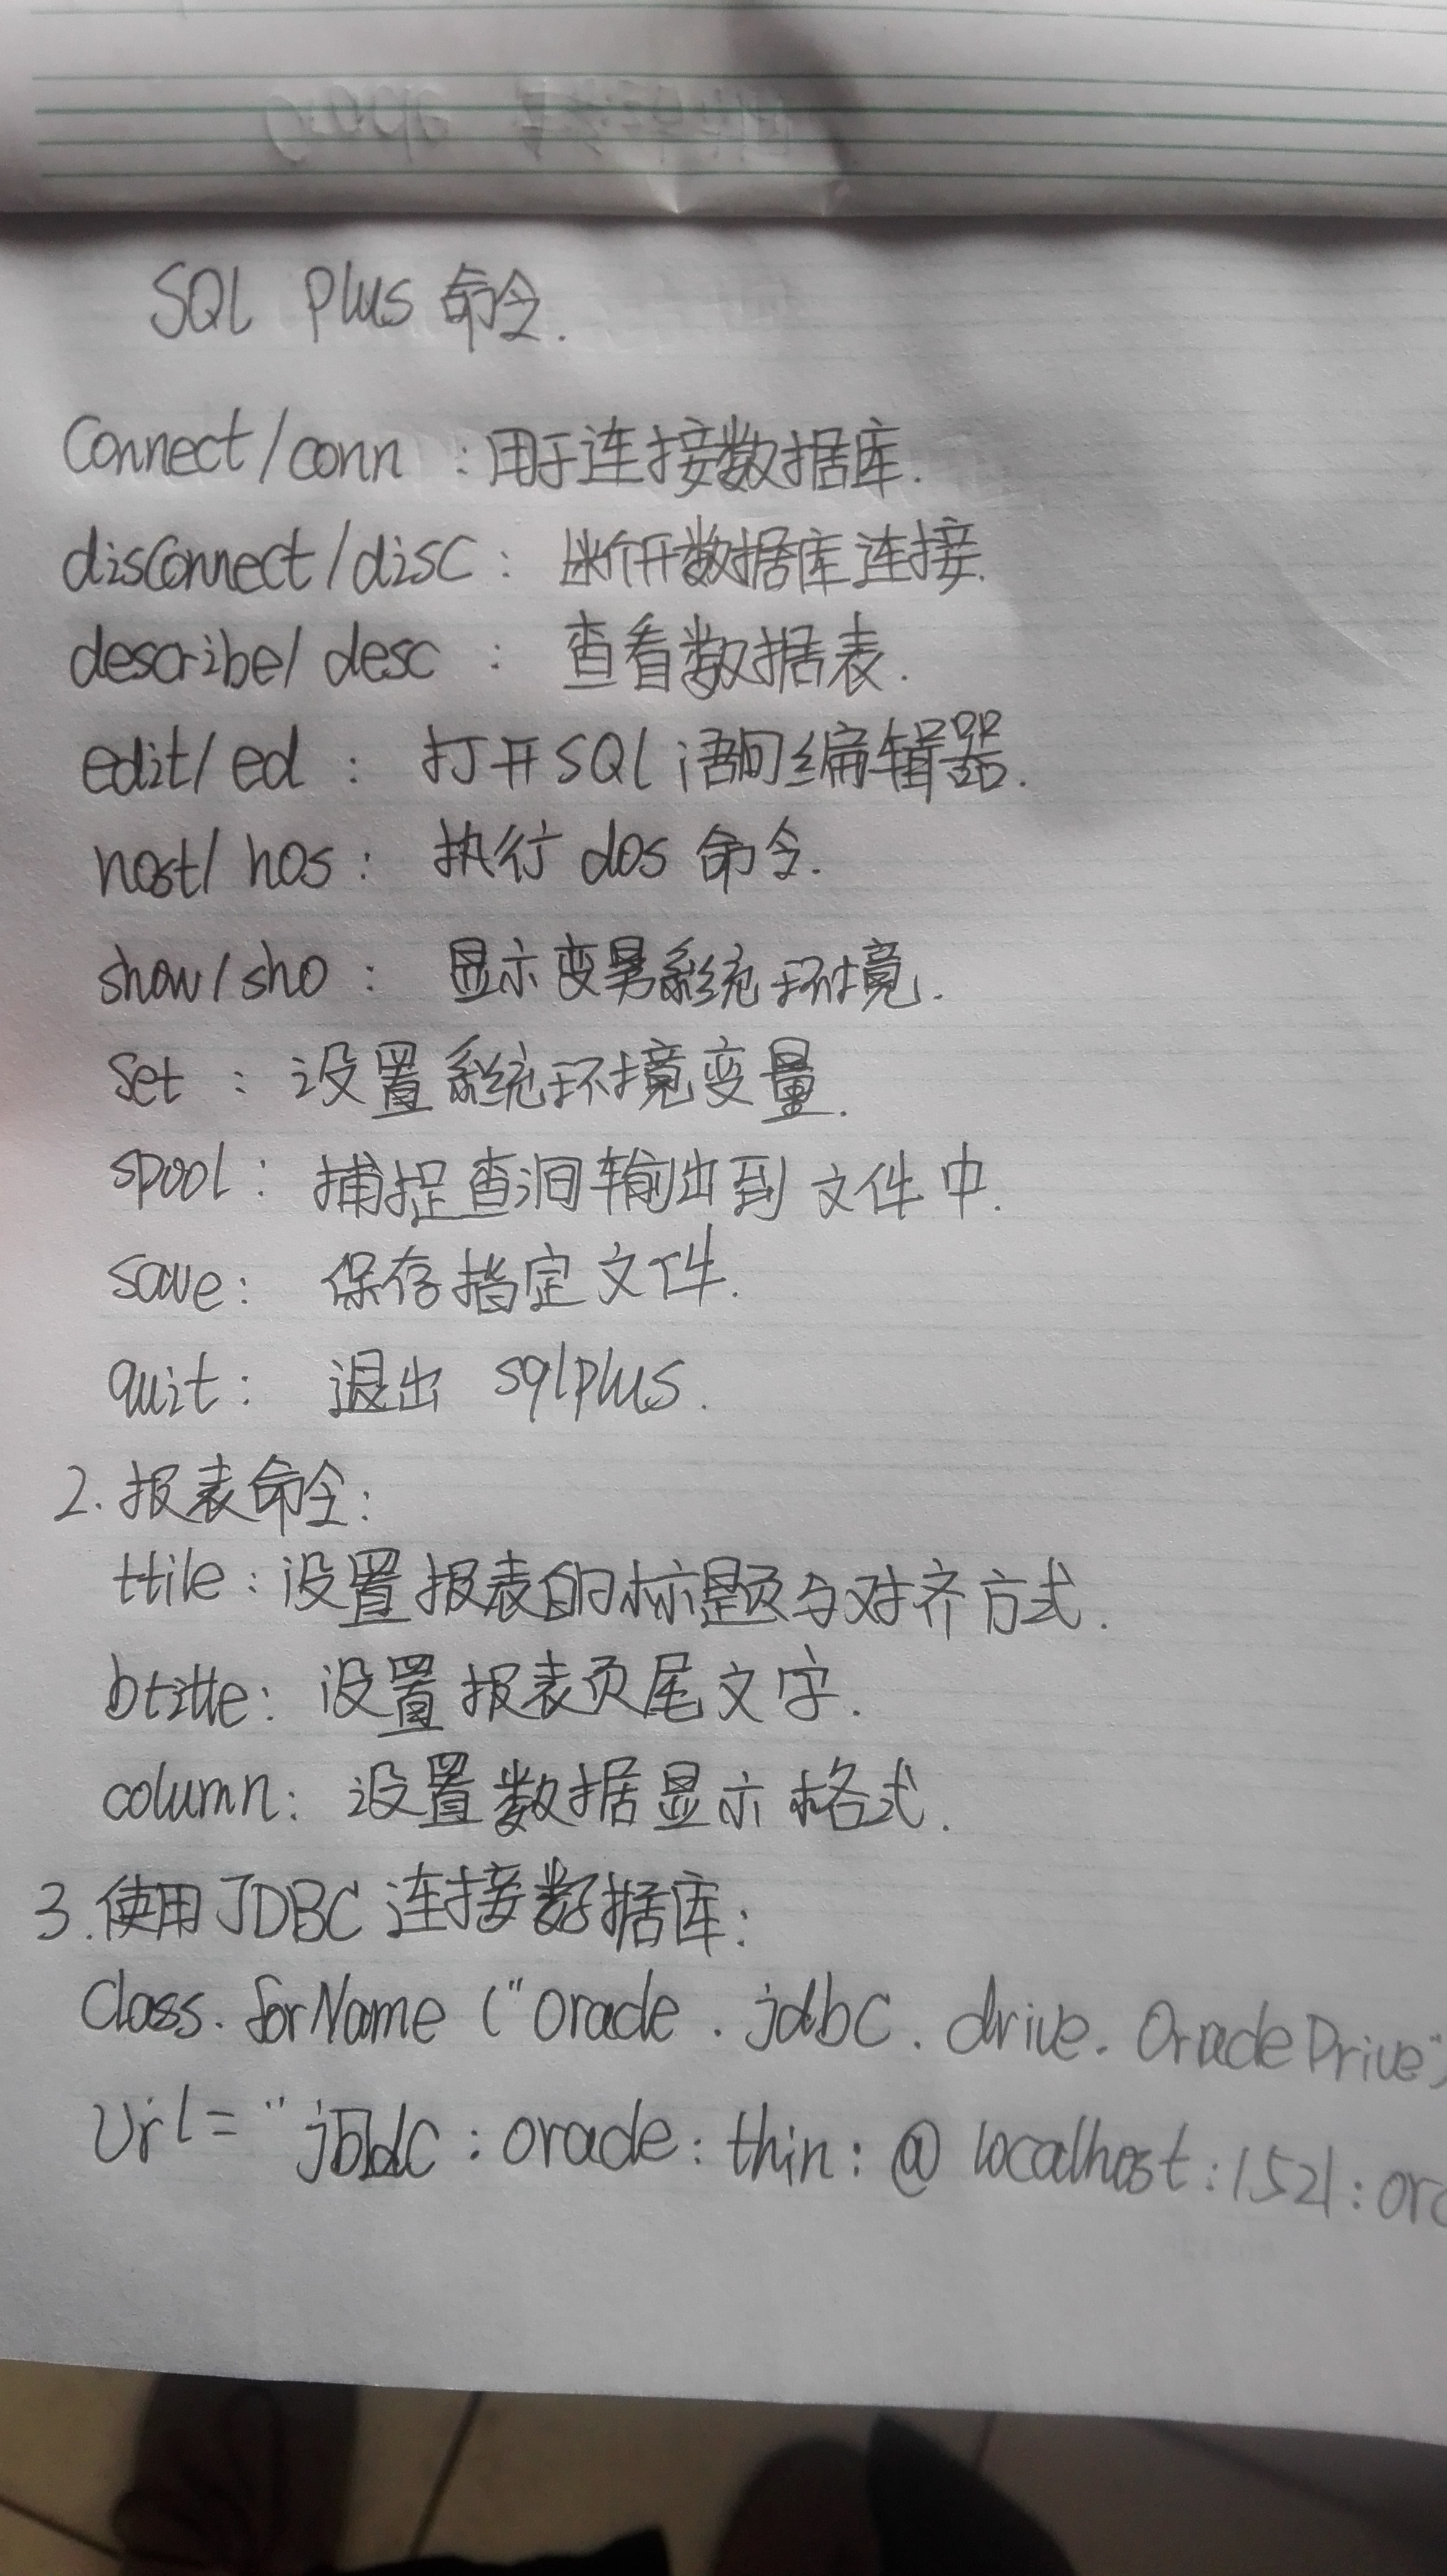 SQL Plus 命令.
Connect/conn :用于连接数据库.
disconnect/disc: 断开数据库连接.
describe/ desc : 查看数据表.
edit/ ed : 打开SQL语句编辑器.
host/ hos: 执行 dos 命令.
show/sho : 显示变量系统环境.
Set : 设置系统环境变量.
spool: 捕捉查询输出到文件中.
save: 保存指定文件.
quit: 退出 sqlplus.
2.报表命令:
ttile:设置报表的标题与对齐方式.
btitle: 设置报表页尾文字.
column: 设置数据显示格式.
3.使用JDBC 连接数据库:
Class.forName ("oracle.jdbc.drive.OracleDrive")
Url="jbdc:oracle:thin:@localhost:1521:orc